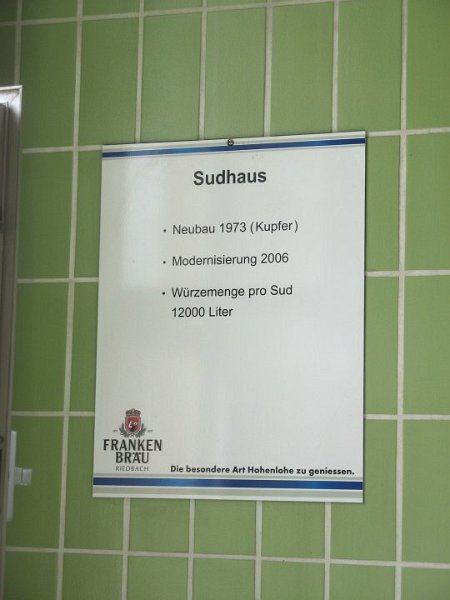 Sudhaus
• Neubau 1973 (Kupfer)
• Modernisierung 2006
• Würzemenge pro Sud
12000 Liter
FRANKEN
BRÄU
RIEDBACH
Die besondere Art Hohenlohe zu geniessen.